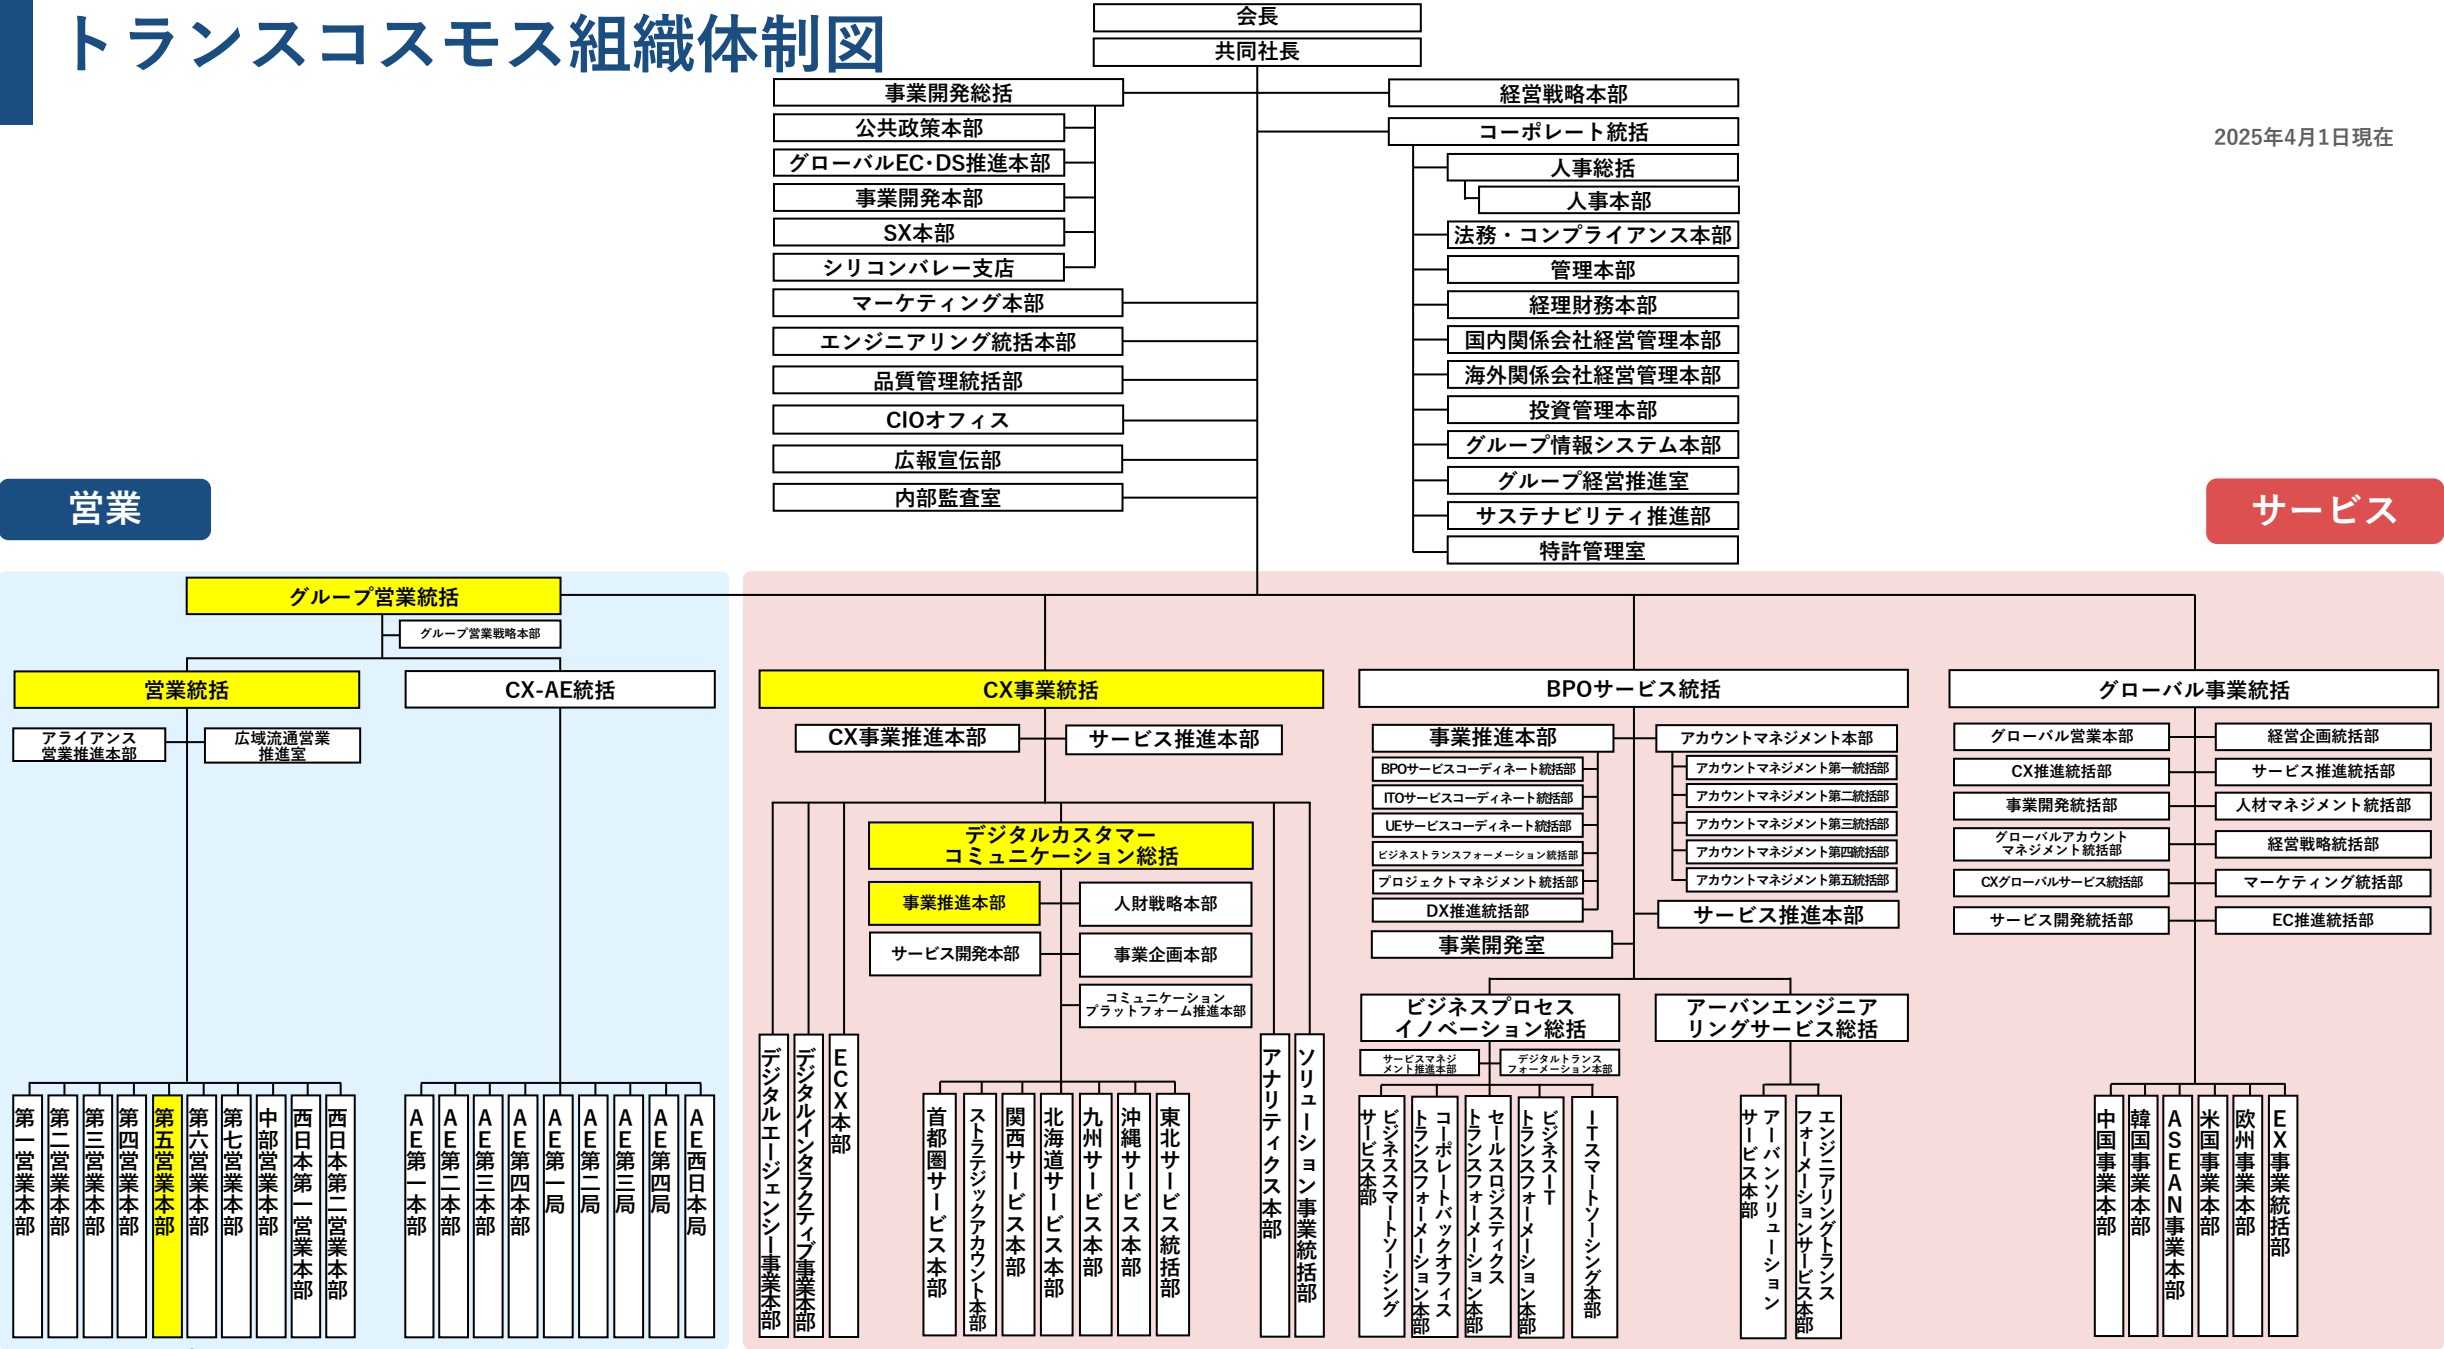 トランスコスモス組織体制図
2025年4月1日現在
会長
共同社長
事業開発総括
公共政策本部
グローバルEC･DS推進本部
事業開発本部
SX本部
シリコンバレー支店
マーケティング本部
エンジニアリング統括本部
品質管理統括部
CIOオフィス
広報宣伝部
内部監査室
経営戦略本部
コーポレート統括
人事総括
人事本部
法務・コンプライアンス本部
管理本部
経理財務本部
国内関係会社経営管理本部
海外関係会社経営管理本部
投資管理本部
グループ情報システム本部
グループ経営推進室
サステナビリティ推進部
特許管理室
営業
サービス
グループ営業統括
グループ営業戦略本部
営業統括
アライアンス
営業推進本部
広域流通営業
推進室
第一営業本部
第二営業本部
第三営業本部
第四営業本部
第五営業本部
第六営業本部
第七営業本部
中部営業本部
西日本第一営業本部
西日本第二営業本部
CX-AE統括
AE第一本部
AE第二本部
AE第三本部
AE第四本部
AE第一局
AE第二局
AE第三局
AE第四局
AE西日本局
CX事業統括
CX事業推進本部
サービス推進本部
デジタルエージェンシー事業本部
デジタルインタラクティブ事業本部
ECX本部
デジタルカスタマー
コミュニケーション総括
事業推進本部
人財戦略本部
サービス開発本部
事業企画本部
コミュニケーション
プラットフォーム推進本部
首都圏サービス本部
ストラテジックアカウント本部
関西サービス本部
北海道サービス本部
九州サービス本部
沖縄サービス本部
東北サービス統括部
アナリティクス本部
ソリューション事業統括部
BPOサービス統括
事業推進本部
BPOサービスコーディネート統括部
ITOサービスコーディネート統括部
UEサービスコーディネート統括部
ビジネストランスフォーメーション統括部
プロジェクトマネジメント統括部
DX推進統括部
事業開発室
アカウントマネジメント本部
アカウントマネジメント第一統括部
アカウントマネジメント第二統括部
アカウントマネジメント第三統括部
アカウントマネジメント第四統括部
アカウントマネジメント第五統括部
サービス推進本部
ビジネスプロセス
イノベーション総括
サービスマネジ
メント推進本部
デジタルトランス
フォーメーション本部
ビジネススマートソーシング
サービス本部
コーポレートバックオフィス
トランスフォーメーション本部
セールスロジスティクス
トランスフォーメーション本部
ビジネスIT
トランスフォーメーション本部
ITスマートソーシング本部
アーバンエンジニア
リングサービス総括
アーバンソリューション
サービス本部
エンジニアリングトランス
フォーメーションサービス本部
グローバル事業統括
グローバル営業本部
経営企画統括部
CX推進統括部
サービス推進統括部
事業開発統括部
人材マネジメント統括部
グローバルアカウント
マネジメント統括部
経営戦略統括部
CXグローバルサービス統括部
マーケティング統括部
サービス開発統括部
EC推進統括部
中国事業本部
韓国事業本部
ASEAN事業本部
米国事業本部
欧州事業本部
EX事業統括部